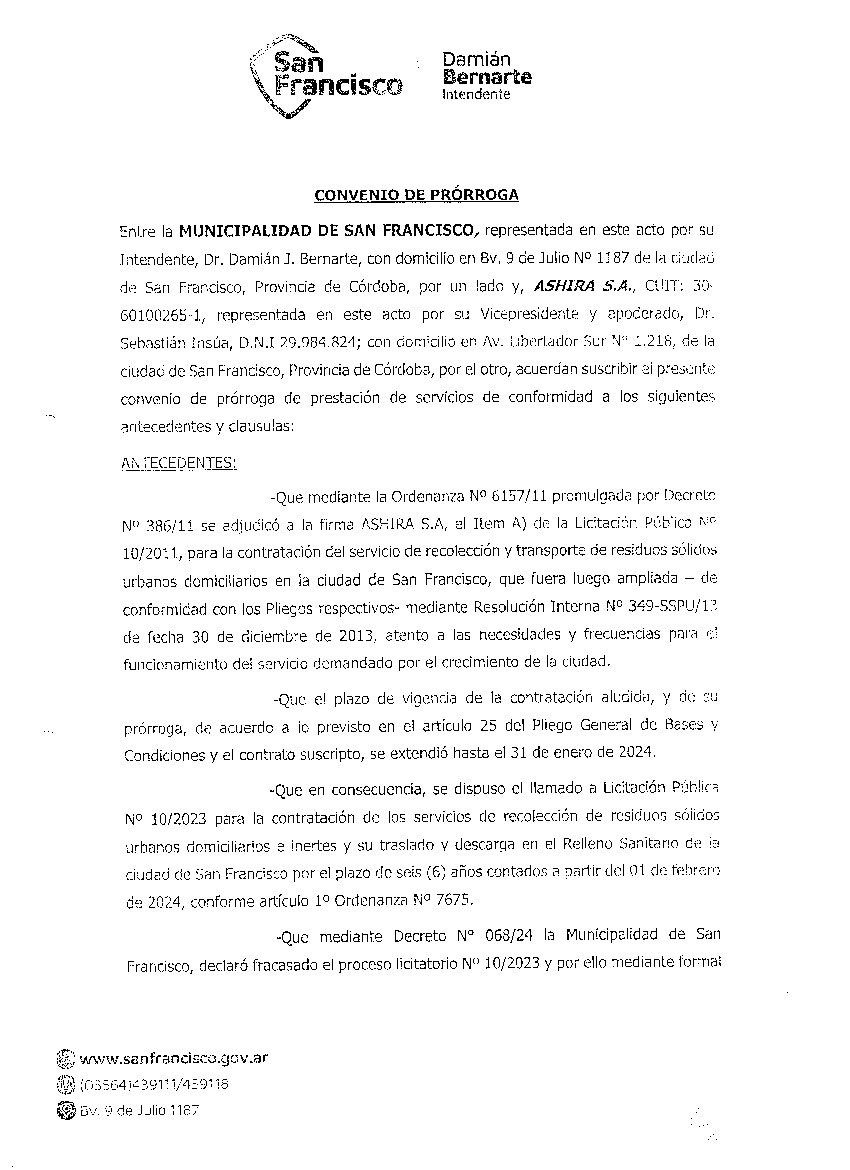 San
Francisco
Damián
Bernarte
Intendente
CONVENIO DE PRÓRROGA
Entre la MUNICIPALIDAD DE SAN FRANCISCO, representada en este acto por su
Intendente, Dr. Damián J. Bernarte, con domicilio en Bv. 9 de Julio Nº 1187 de la ciudad
de San Francisco, Provincia de Córdoba, por un lado y, ASHIRA S.A., CUIT: 30-
60100265-1, representada en este acto por su Vicepresidente y apoderado, Dr.
Sebastián Insúa, D.N.I 29.984.824; con domicilio en Av. Libertador Sur Nº 1.218, de la
ciudad de San Francisco, Provincia de Córdoba, por el otro, acuerdan suscribir el presente
convenio de prórroga de prestación de servicios de conformidad a los siguientes
antecedentes y clausulas:
ANTECEDENTES:
-Que mediante la Ordenanza Nº 6157/11 promulgada por Decreto
Nº 386/11 se adjudicó a la firma ASHIRA S.A, el Item A) de la Licitación Pública Nº
10/2011, para la contratación del servicio de recolección y transporte de residuos sólidos
urbanos domiciliarios en la ciudad de San Francisco, que fuera luego ampliada – de
conformidad con los Pliegos respectivos- mediante Resolución Interna Nº 349-SSPU/13
de fecha 30 de diciembre de 2013, atento a las necesidades y frecuencias para el
funcionamiento del servicio demandado por el crecimiento de la ciudad.
-Que el plazo de vigencia de la contratación aludida, y de su
prórroga, de acuerdo a lo previsto en el artículo 25 del Pliego General de Bases y
Condiciones y el contrato suscripto, se extendió hasta el 31 de enero de 2024.
-Que en consecuencia, se dispuso el llamado a Licitación Pública
Nº 10/2023 para la contratación de los servicios de recolección de residuos sólidos
urbanos domiciliarios e inertes y su traslado y descarga en el Relleno Sanitario de la
ciudad de San Francisco por el plazo de seis (6) años contados a partir del 01 de febrero
de 2024, conforme artículo 1º Ordenanza Nº 7675.
-Que mediante Decreto Nº 068/24 la Municipalidad de San
Francisco, declaró fracasado el proceso licitatorio Nº 10/2023 y por ello mediante formal
www.sanfrancisco.gov.ar
(03564)439111/439118
Bv. 9 de Julio 1187